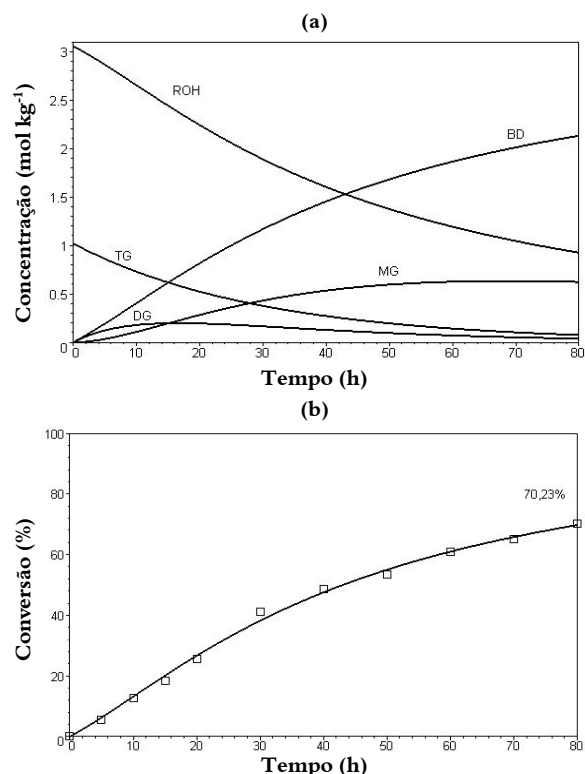 (a)
Concentração (mol kg⁻¹)
3
2.5
2
1.5
1
0.5
0
ROH
BD
TG
MG
DG
0 10 20 30 40 50 60 70 80
Tempo (h)
(b)
Conversão (%)
100
80
60
40
20
0
70,23%
0 10 20 30 40 50 60 70 80
Tempo (h)